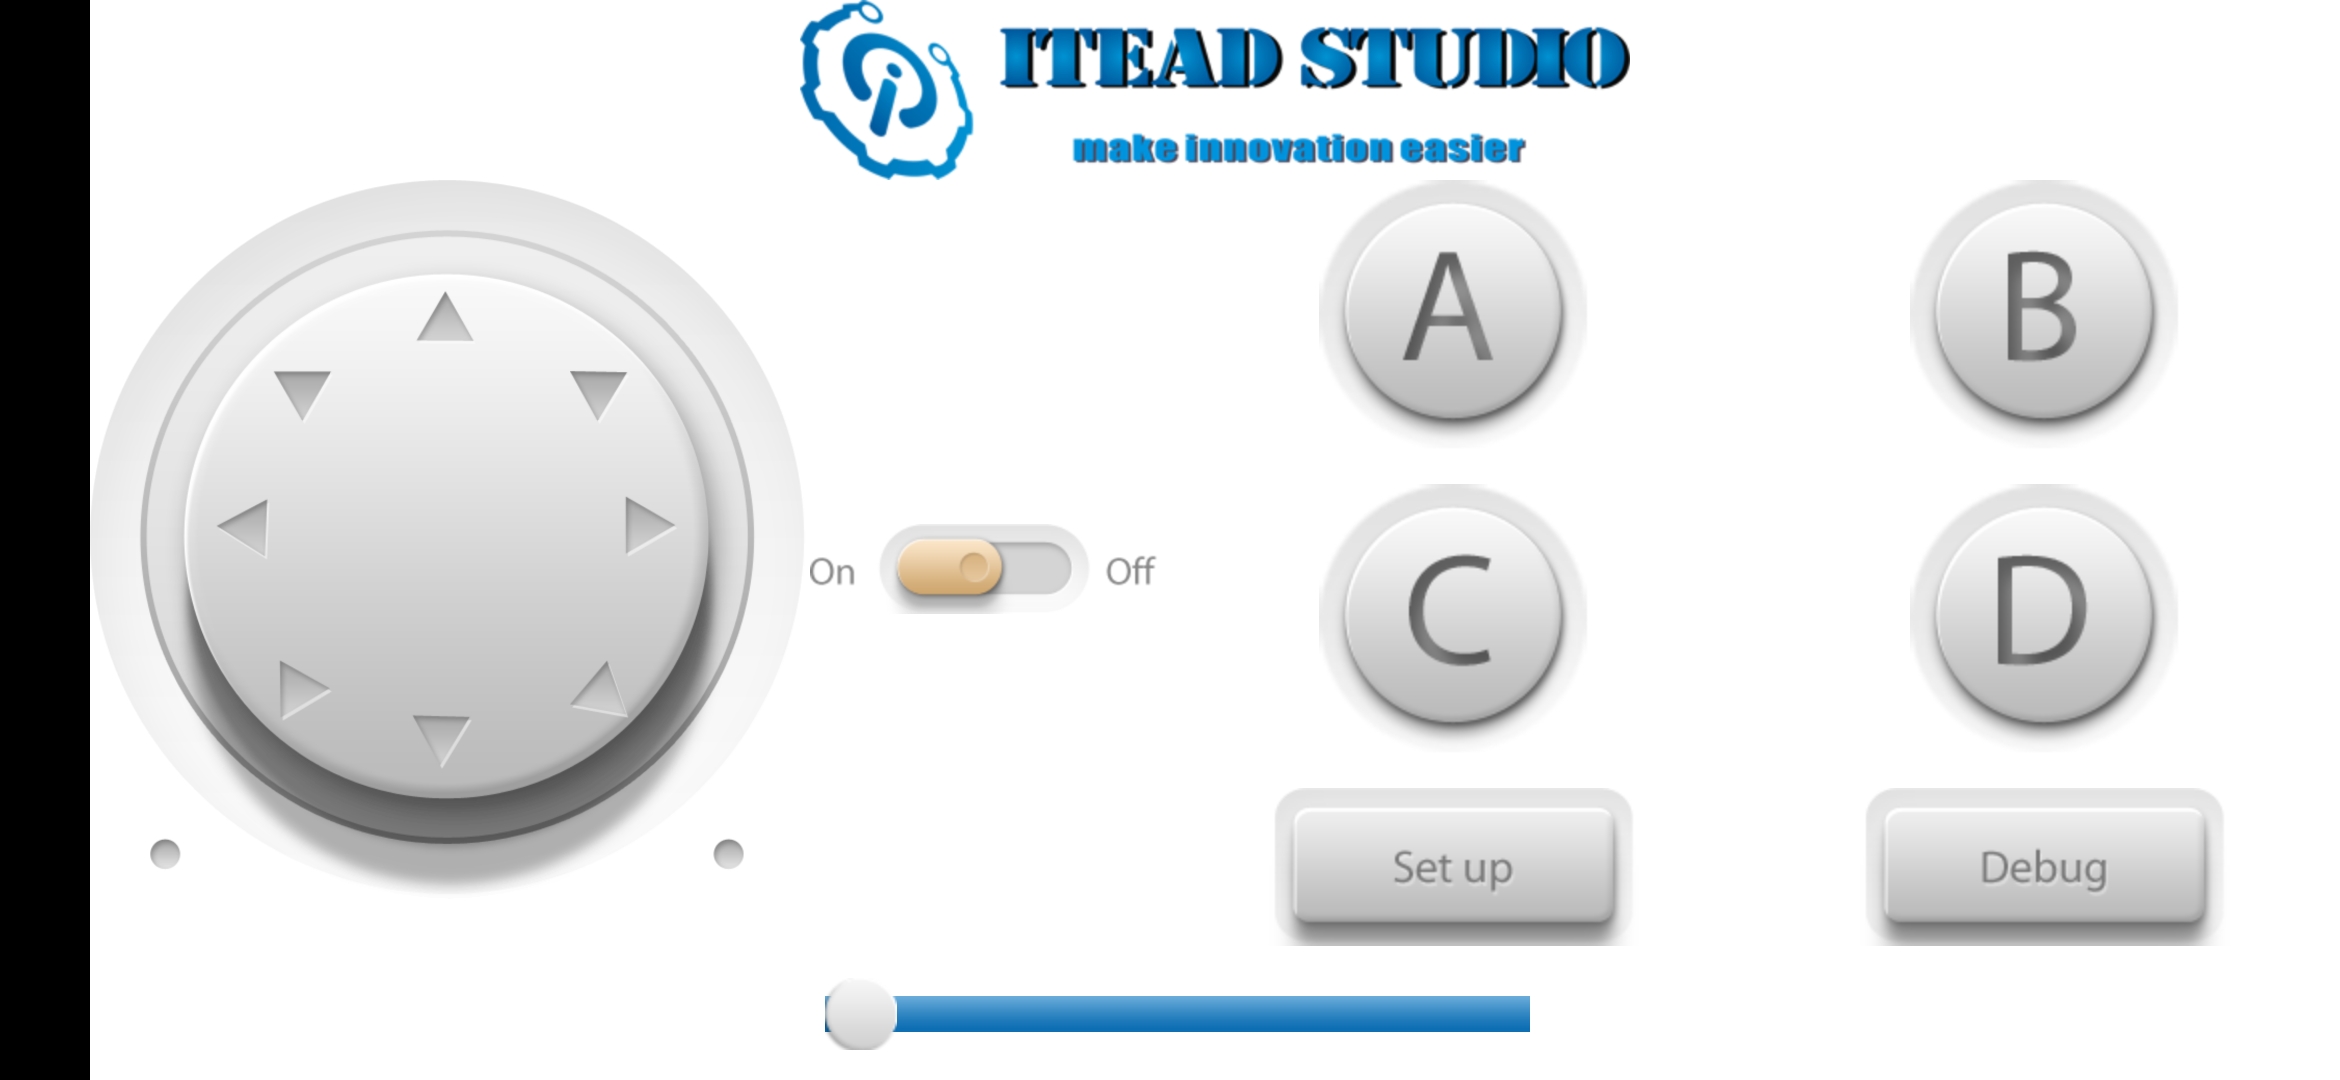 ITEAD STUDIO
make innovation easier
A
B
On
Off
C
D
Set up
Debug